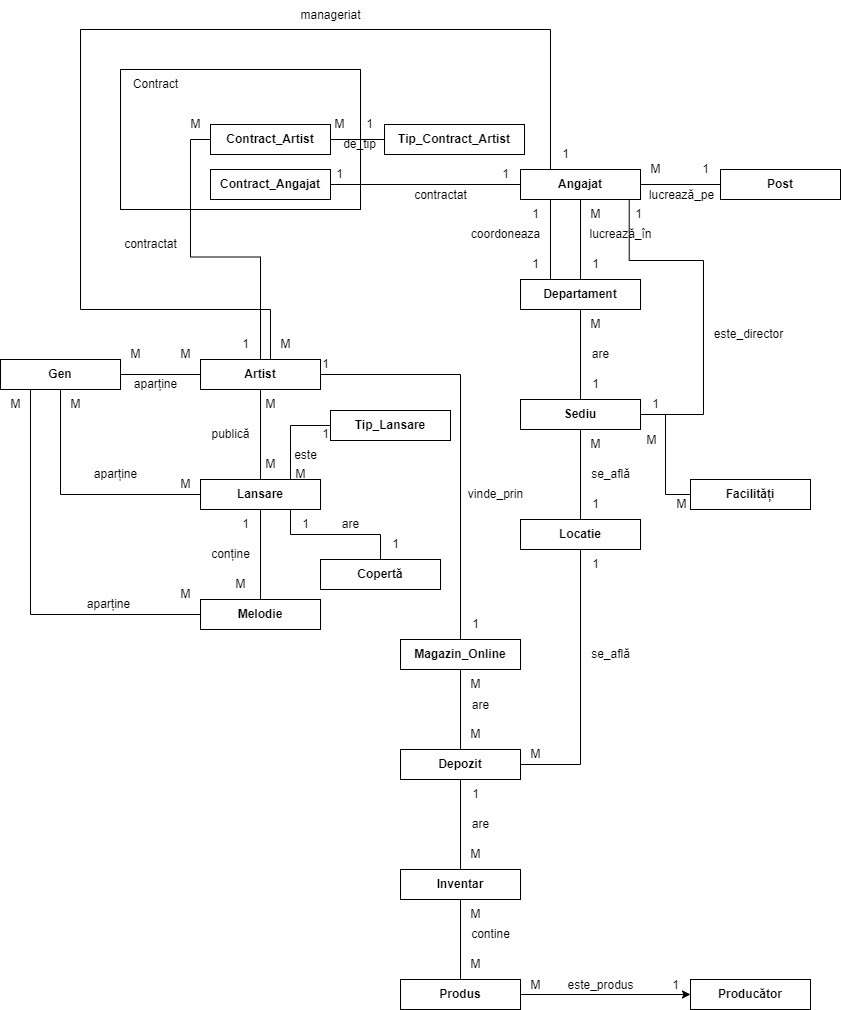 manageriat
Contract
M
Contract_Artist
M
1
de_tip
Tip_Contract_Artist
1
Contract_Angajat
1
contractat
1
Angajat
M
1
lucrează_pe
Post
contractat
1
M
1
coordoneaza
lucrează_în
1
1
Departament
M
are
1
este_director
Gen
M
M
aparține
1
M
Artist
1
Sediu
1
M
M
M
M
publică
M
Tip_Lansare
1
este
M
M
se_află
1
Facilități
M
aparține
M
Lansare
vinde_prin
Locatie
1
1
are
1
Copertă
1
conține
M
M
aparține
Melodie
se_află
1
Magazin_Online
M
are
M
Depozit
M
1
are
M
Inventar
M
contine
M
Produs
M
este_produs
1
Producător